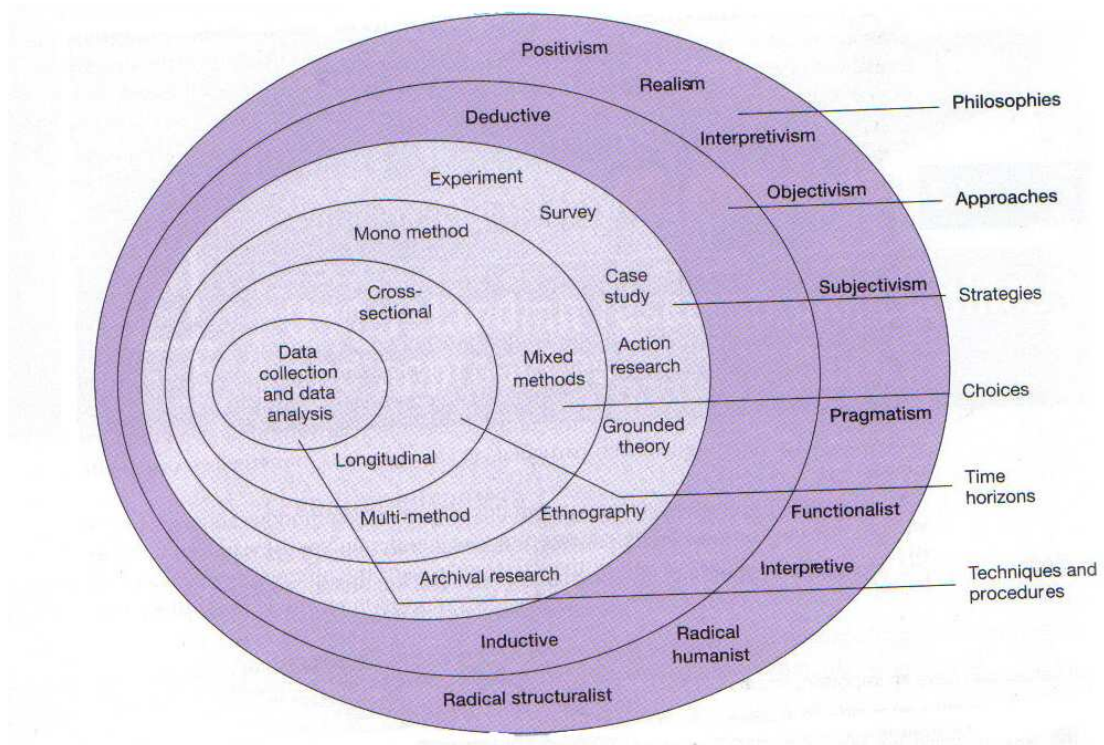 Positivism
Realism
Philosophies
Deductive
Interpretivism
Experiment
Objectivism
Approaches
Survey
Mono method
Case
study
Subjectivism
Strategies
Cross-
sectional
Data
collection
and data
analysis
Mixed
methods
Action
research
Choices
Pragmatism
Grounded
theory
Longitudinal
Time
horizons
Multi-method
Ethnography
Functionalist
Archival research
Interpretive
Techniques and
procedures
Inductive
Radical
humanist
Radical structuralist